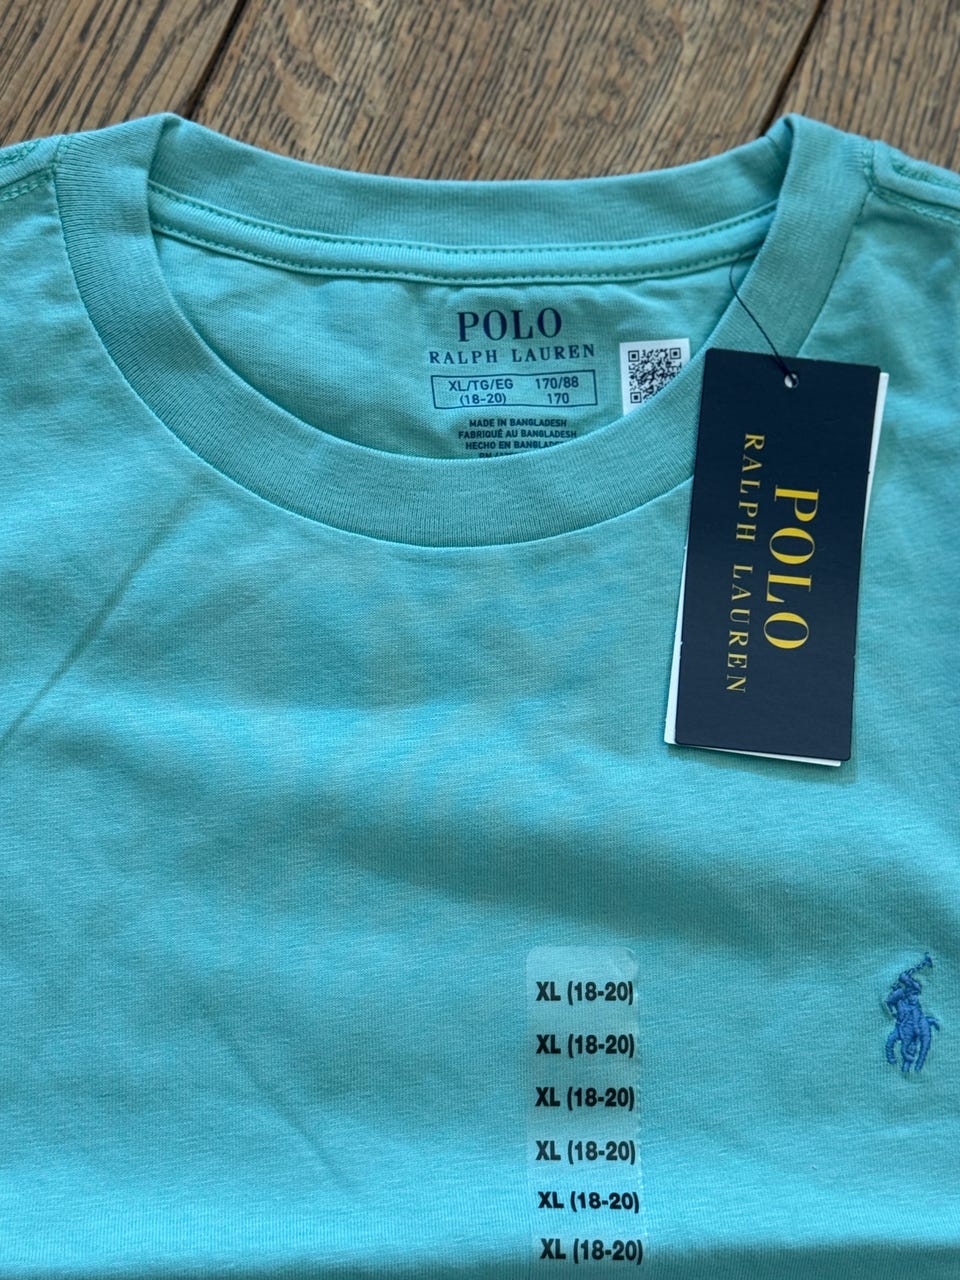 POLO
RALPH LAUREN
XL/TG/EG 170/88
(18-20) 170
MADE IN BANGLADESH
FABRIQUÉ AU BANGLADESH
HECHO EN
POLO
RALPH LAUREN
XL (18-20)
XL (18-20)
XL (18-20)
XL (18-20)
XL (18-20)
XL (18-20)